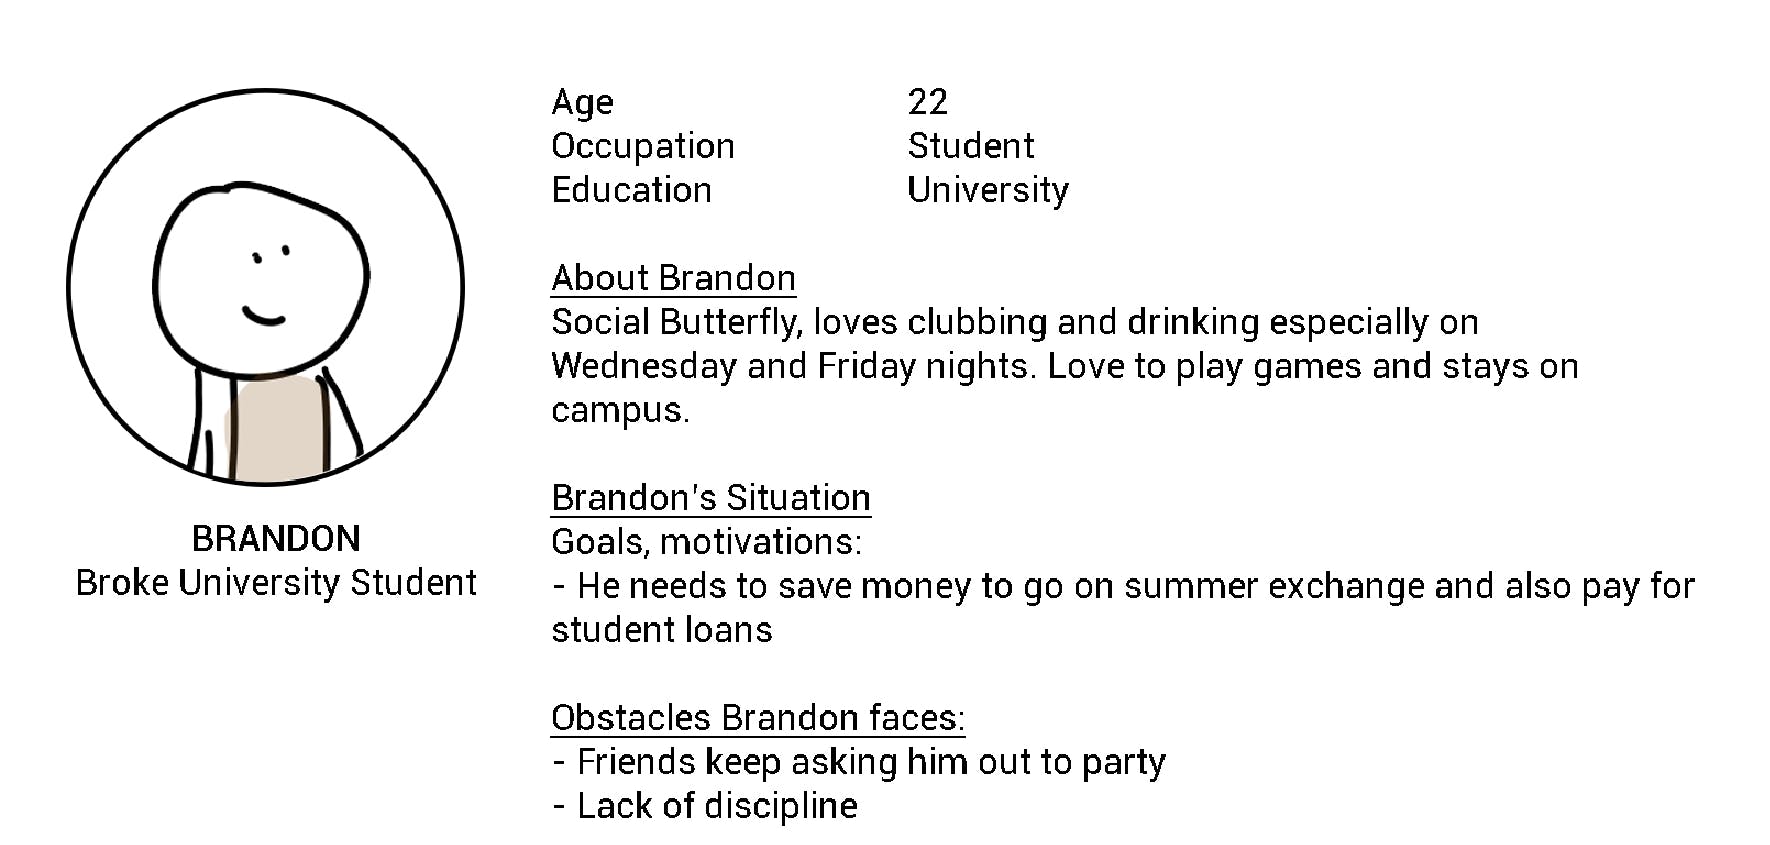 BRANDON
Broke University Student
Age 22
Occupation Student
Education University
About Brandon
Social Butterfly, loves clubbing and drinking especially on
Wednesday and Friday nights. Love to play games and stays on
campus.
Brandon's Situation
Goals, motivations:
- He needs to save money to go on summer exchange and also pay for
student loans
Obstacles Brandon faces:
- Friends keep asking him out to party
- Lack of discipline